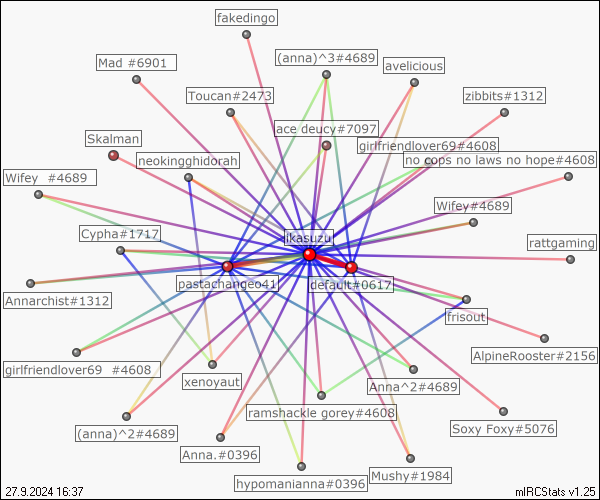 fakedingo
(anna)^3#4689
Mad #6901
avelicious
Toucan#2473
zibbits#1312
ace deucy#7097
Skalman
girlfriendlover69#4608
neokingghidorah
no cops no laws no hope#4608
Wifey  #4689
Wifey#4689
Cypha#1717
ikasuzu
rattgaming
pastachangeo41
default#0617
Annarchist#1312
frisout
AlpineRooster#2156
girlfriendlover69  #4608
xenoyaut
Anna^2#4689
ramshackle gorey#4608
Soxy Foxy#5076
(anna)^2#4689
Anna.#0396
Mushy#1984
hypomanianna#0396
27.9.2024 16:37
mIRCStats v1.25